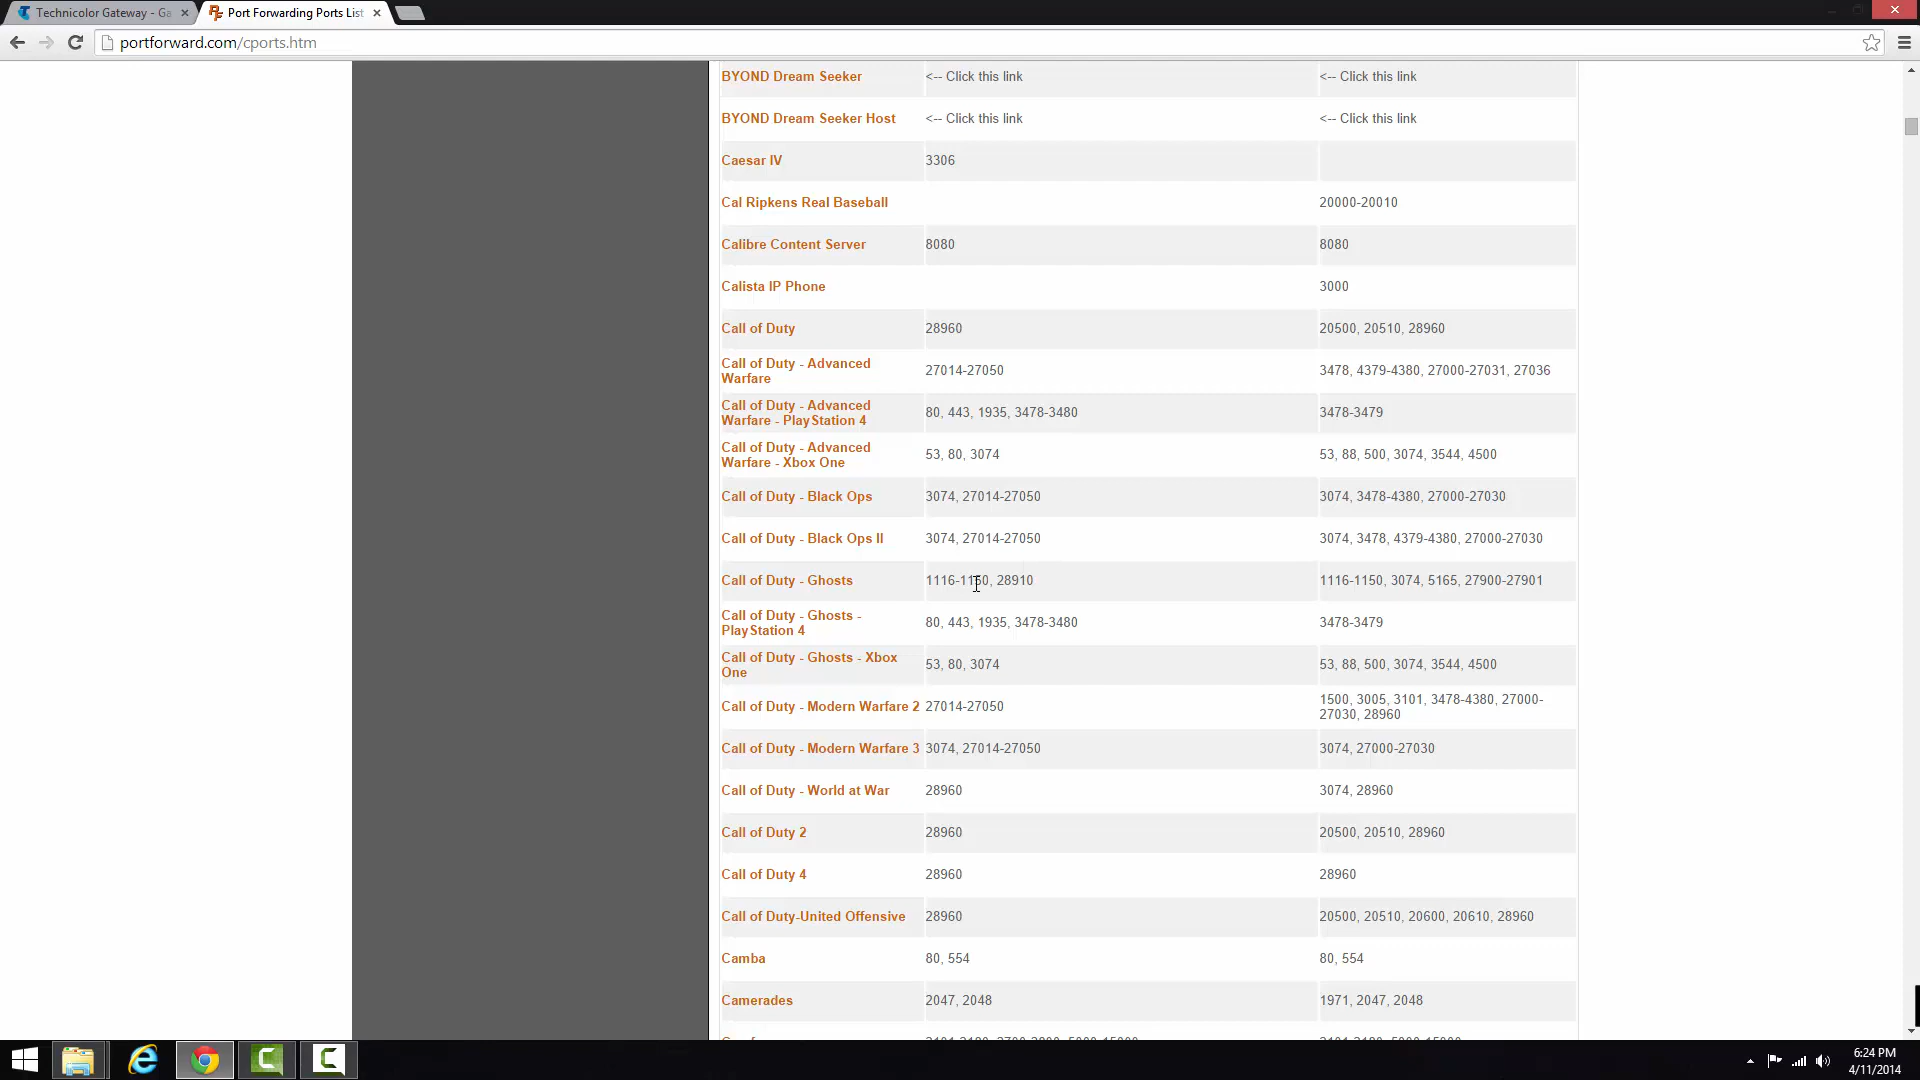 Technicolor Gateway - Ga
Port Forwarding Ports List
portforward.com/cports.htm
BYOND Dream Seeker <-- Click this link <-- Click this link
BYOND Dream Seeker Host <-- Click this link <-- Click this link
Caesar IV 3306
Cal Ripkens Real Baseball 20000-20010
Calibre Content Server 8080 8080
Calista IP Phone 3000
Call of Duty 28960 20500, 20510, 28960
Call of Duty - Advanced
Warfare 27014-27050 3478, 4379-4380, 27000-27031, 27036
Call of Duty - Advanced
Warfare - PlayStation 4 80, 443, 1935, 3478-3480 3478-3479
Call of Duty - Advanced
Warfare - Xbox One 53, 80, 3074 53, 88, 500, 3074, 3544, 4500
Call of Duty - Black Ops 3074, 27014-27050 3074, 3478-4380, 27000-27030
Call of Duty - Black Ops II 3074, 27014-27050 3074, 3478, 4379-4380, 27000-27030
Call of Duty - Ghosts 1116-1150, 28910 1116-1150, 3074, 5165, 27900-27901
Call of Duty - Ghosts -
PlayStation 4 80, 443, 1935, 3478-3480 3478-3479
Call of Duty - Ghosts - Xbox
One 53, 80, 3074 53, 88, 500, 3074, 3544, 4500
Call of Duty - Modern Warfare 2 27014-27050 1500, 3005, 3101, 3478-4380, 27000-
27030, 28960
Call of Duty - Modern Warfare 3 3074, 27014-27050 3074, 27000-27030
Call of Duty - World at War 28960 3074, 28960
Call of Duty 2 28960 20500, 20510, 28960
Call of Duty 4 28960 28960
Call of Duty-United Offensive 28960 20500, 20510, 20600, 20610, 28960
Camba 80, 554 80, 554
Camerades 2047, 2048 1971, 2047, 2048
6:24 PM
4/11/2014